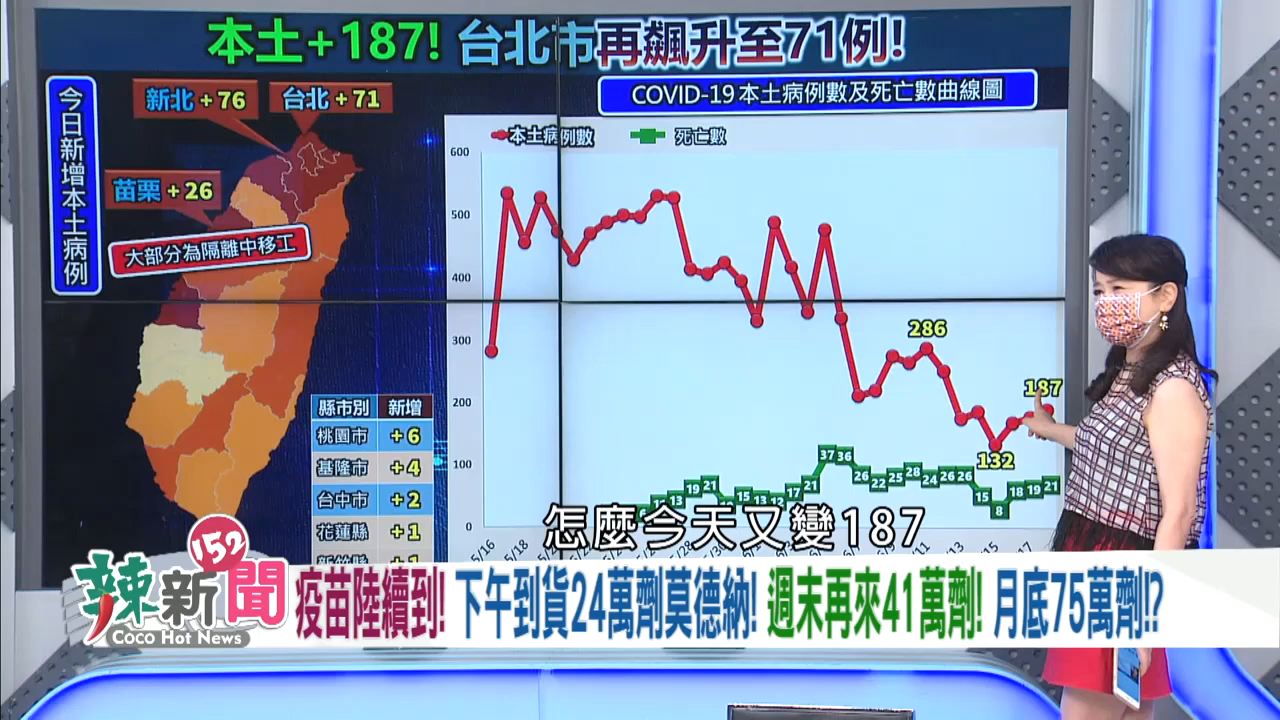 本土+187! 台北市再飆升至71例!
今日新增本土病例
新北+76
台北+71
苗栗+26
大部分為隔離中移工
COVID-19本土病例數及死亡數曲線圖
本土病例數 死亡數
600
500
400
300
200
100
0
286
187
132
13 19 21 15 13 12 17 21 37 36 26 22 25 28 24 26 26 15 8 18 19 21
5/16 5/18
縣市別 新增
桃園市 +6
基隆市 +4
台中市 +2
花蓮縣 +1
怎麼今天又變187
152
辣新聞
Coco Hot News
疫苗陸續到! 下午到貨24萬劑莫德納! 週末再來41萬劑! 月底75萬劑!?